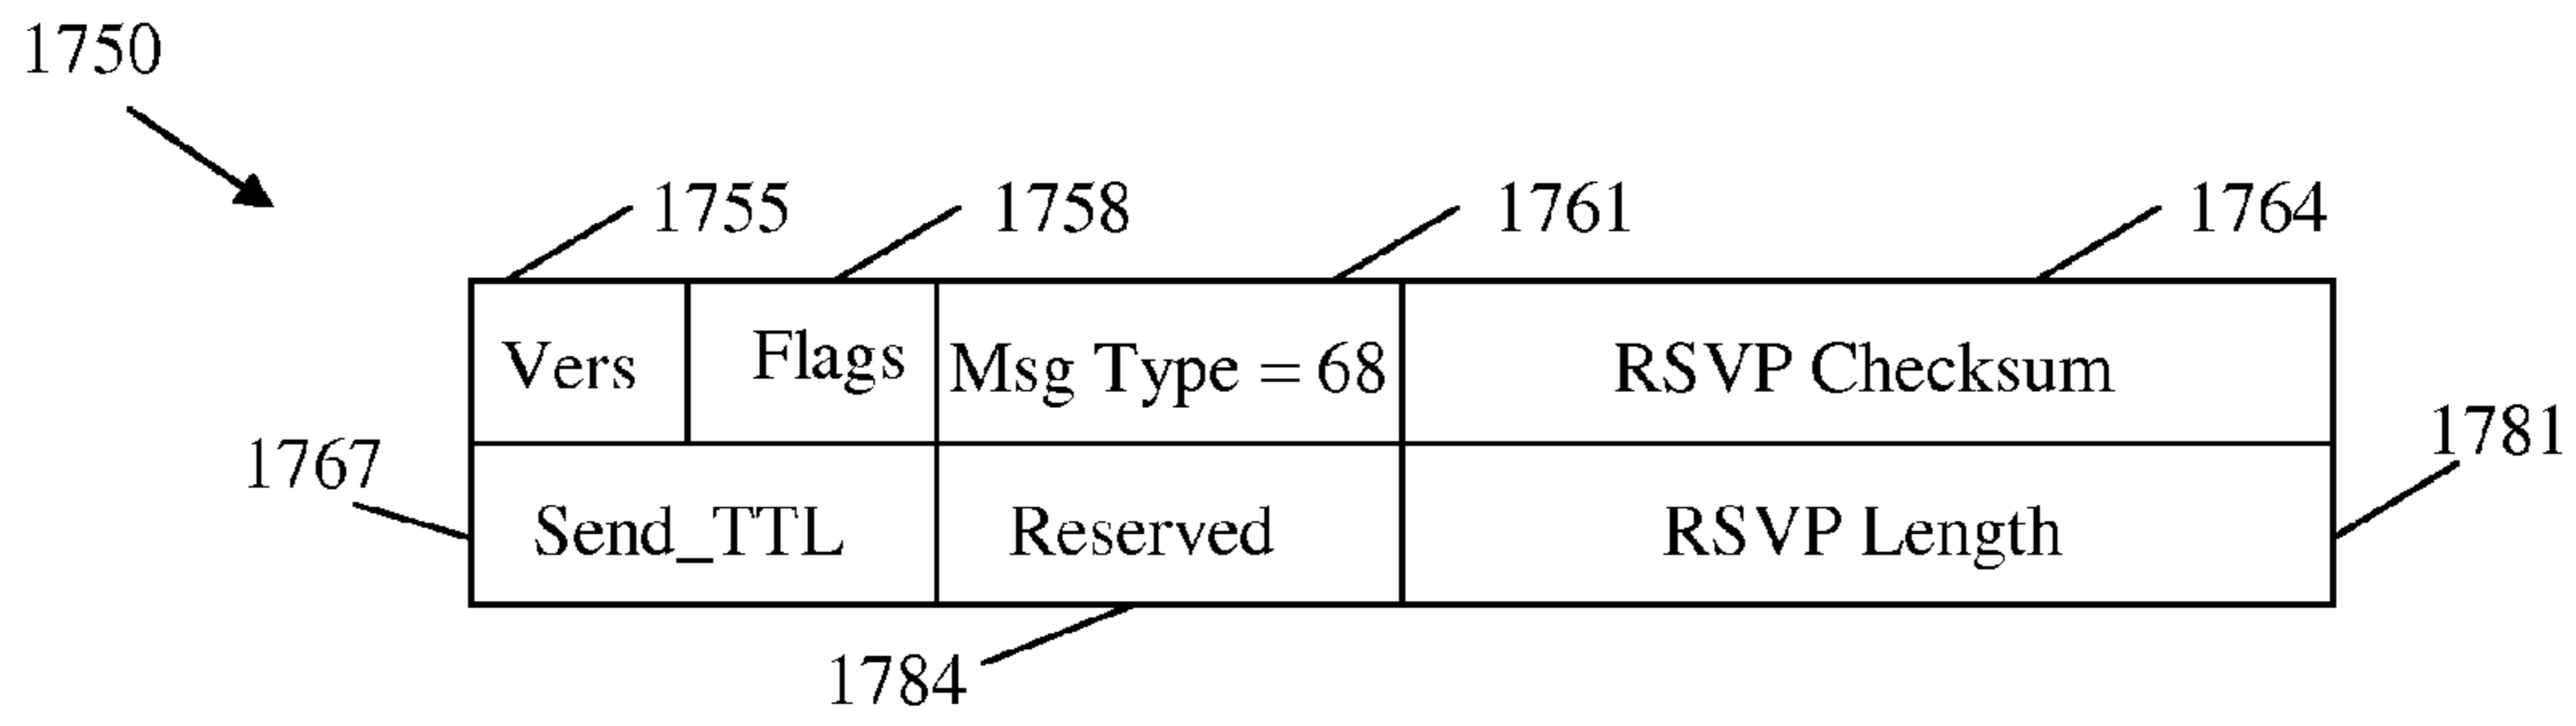 1750
1755 1758 1761 1764
Vers Flags Msg Type = 68 RSVP Checksum
1767 1781
Send_TTL Reserved RSVP Length
1784